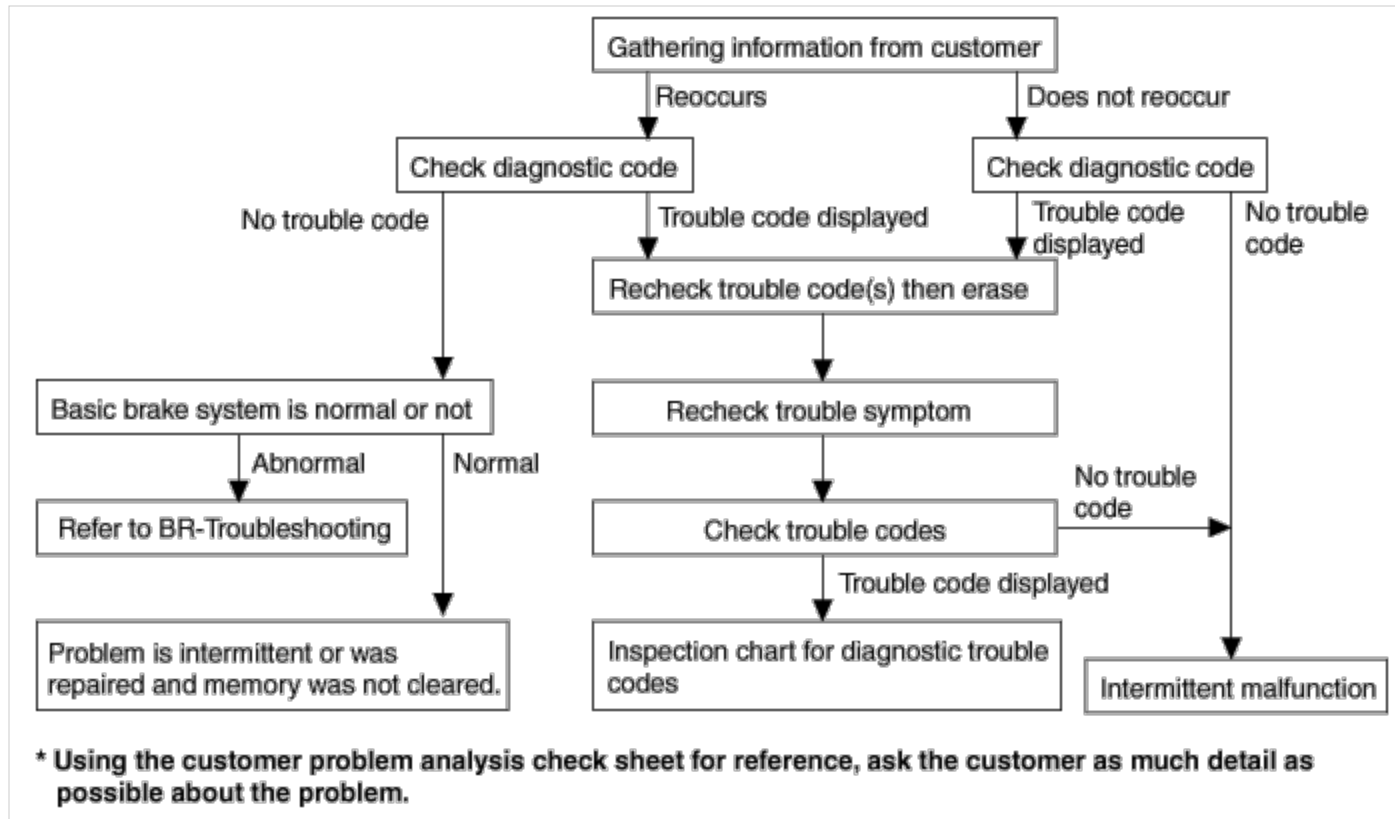 Gathering information from customer
Reoccurs
Does not reoccur
Check diagnostic code
Check diagnostic code
No trouble code
Trouble code displayed
Trouble code
displayed
No trouble
code
Recheck trouble code(s) then erase
Basic brake system is normal or not
Recheck trouble symptom
Abnormal
Normal
No trouble
code
Refer to BR-Troubleshooting
Check trouble codes
Trouble code displayed
Problem is intermittent or was
repaired and memory was not cleared.
Inspection chart for diagnostic trouble
codes
Intermittent malfunction
* Using the customer problem analysis check sheet for reference, ask the customer as much detail as
possible about the problem.